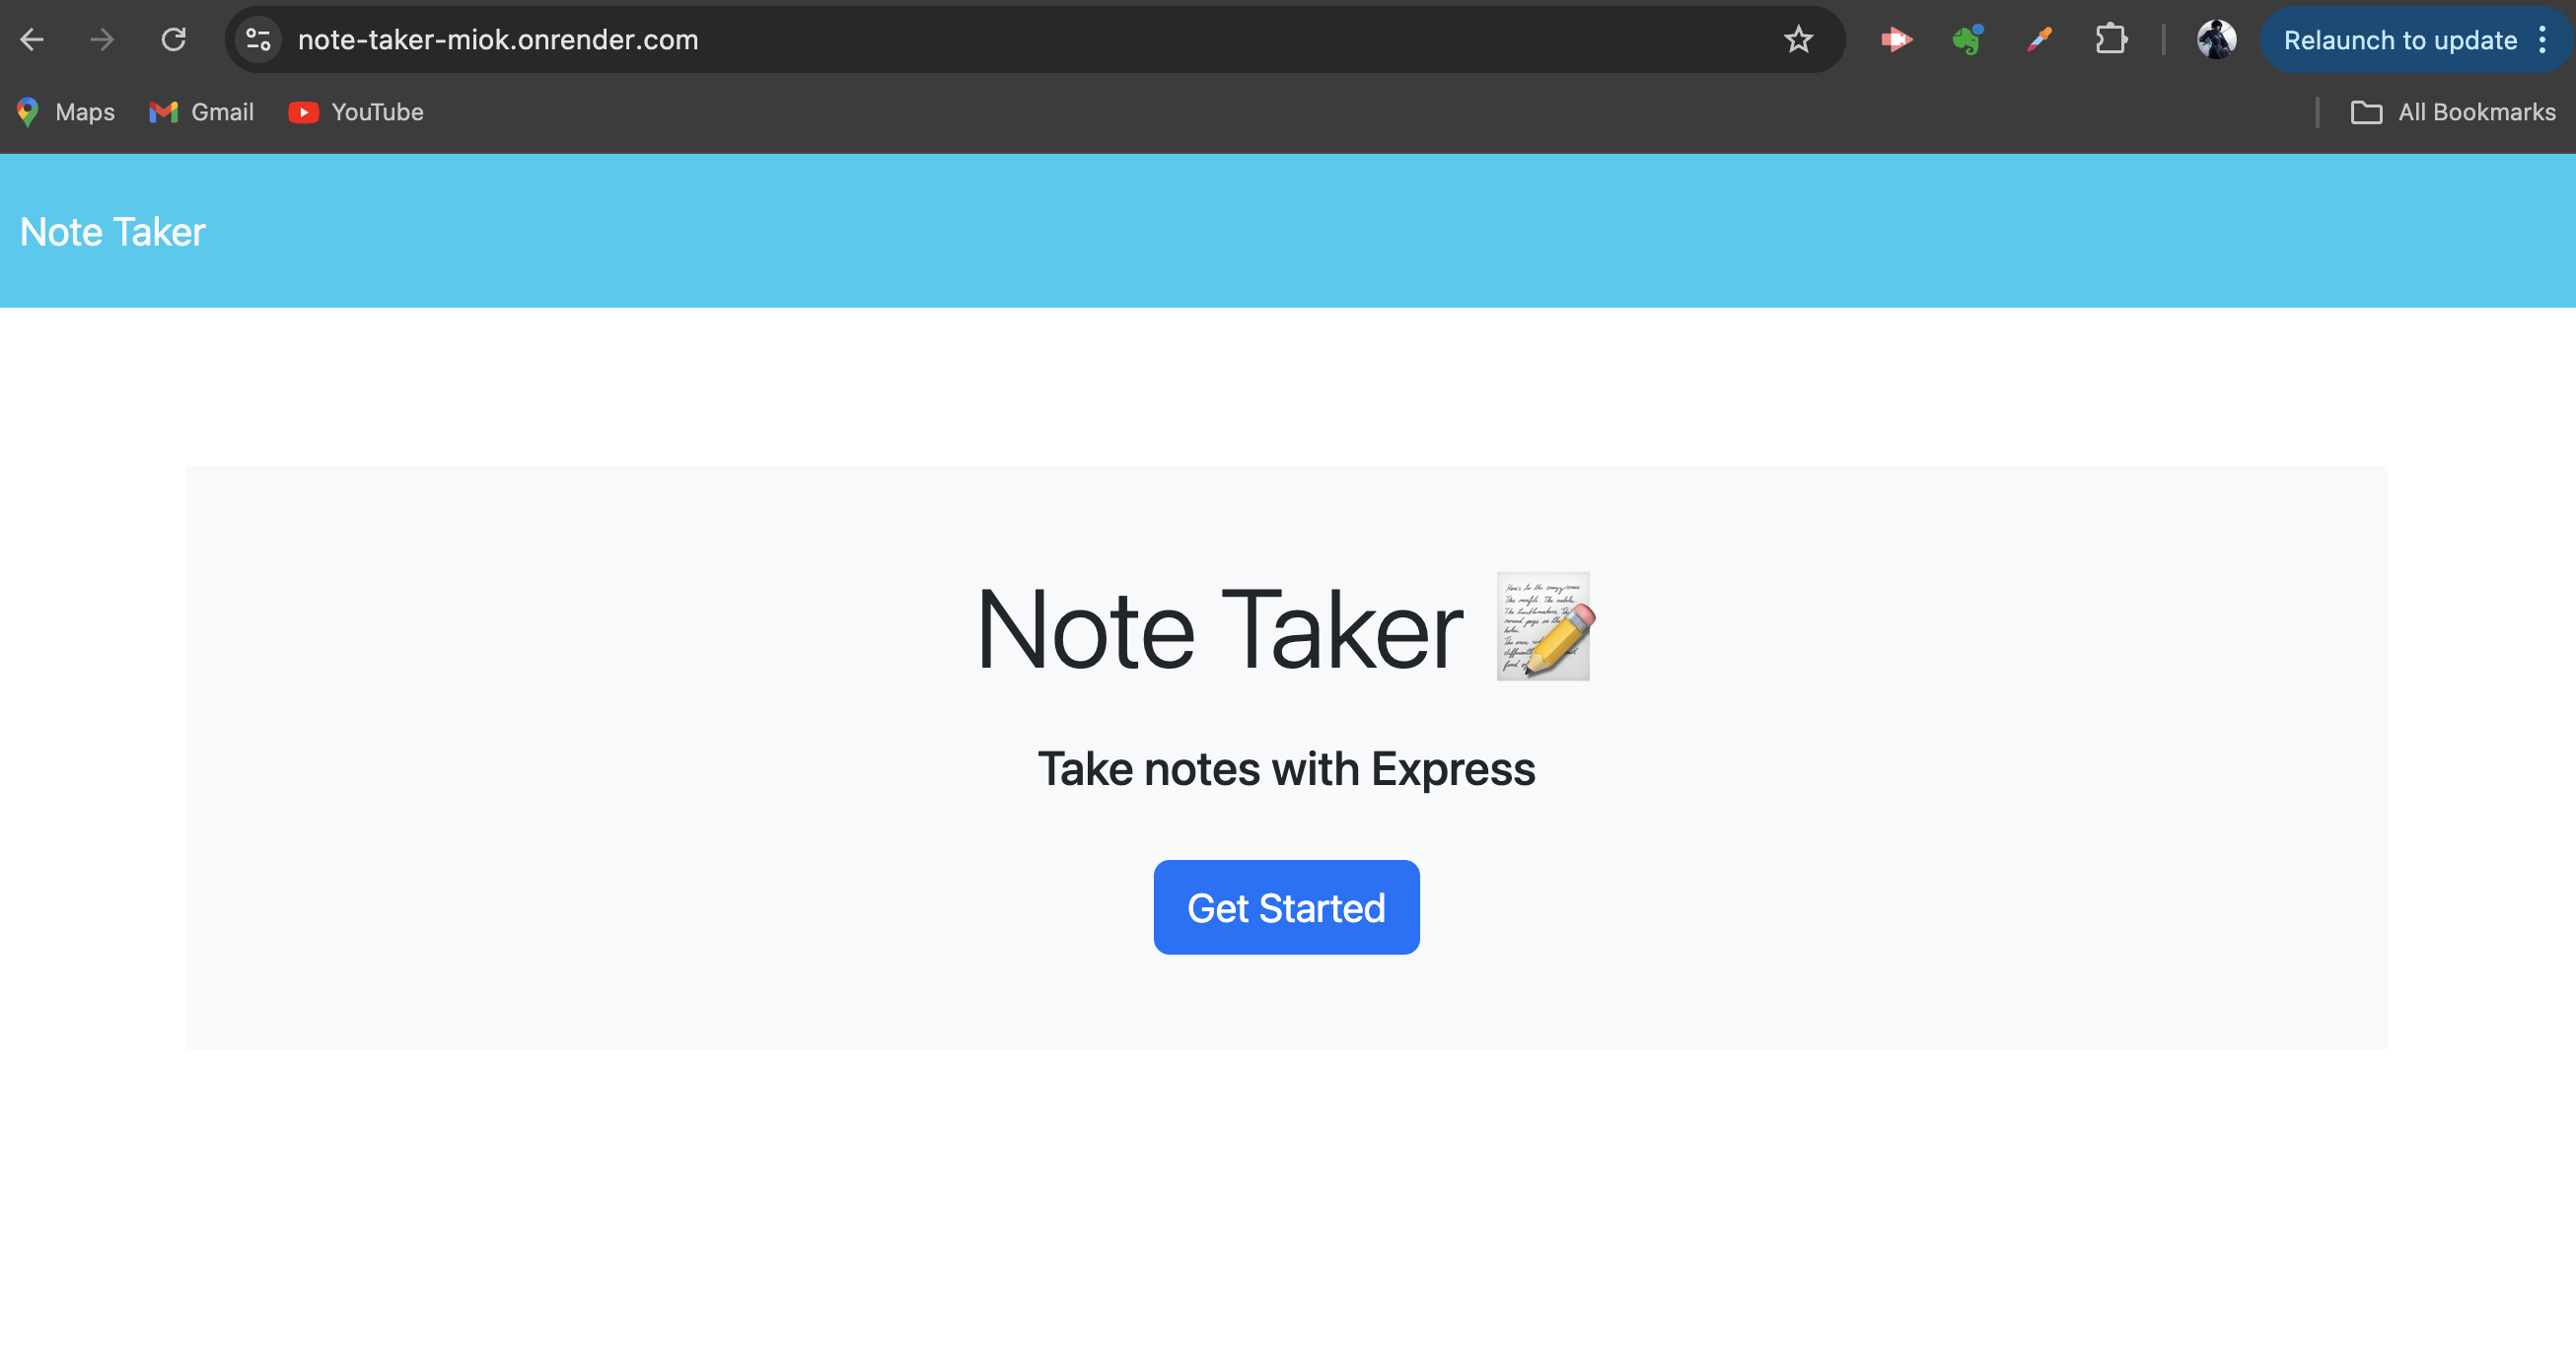 note-taker-miok.onrender.com
Relaunch to update
Maps
Gmail
YouTube
All Bookmarks
Note Taker
Note Taker
Take notes with Express
Get Started